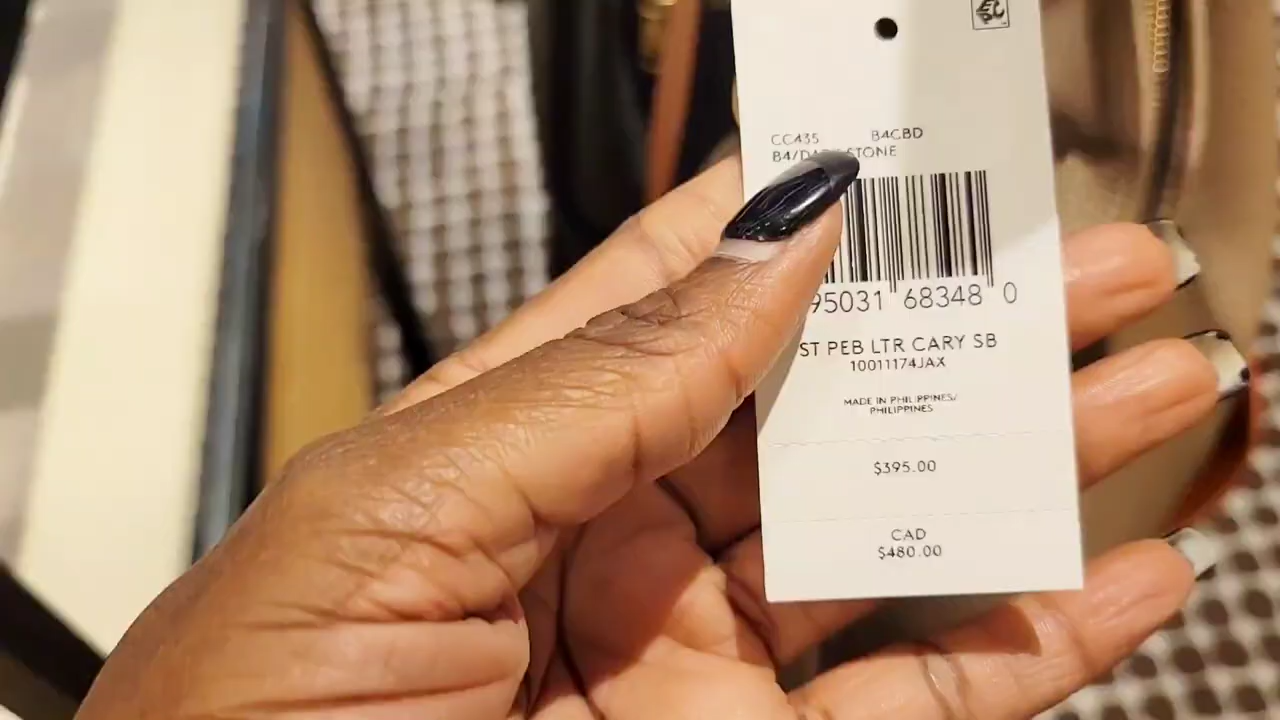 CC435 B4CBD
B4/DARK STONE
95031 68348 0
ST PEB LTR CARY SB
10011174JAX
MADE IN PHILIPPINES/
PHILIPPINES
$395.00
CAD
$480.00